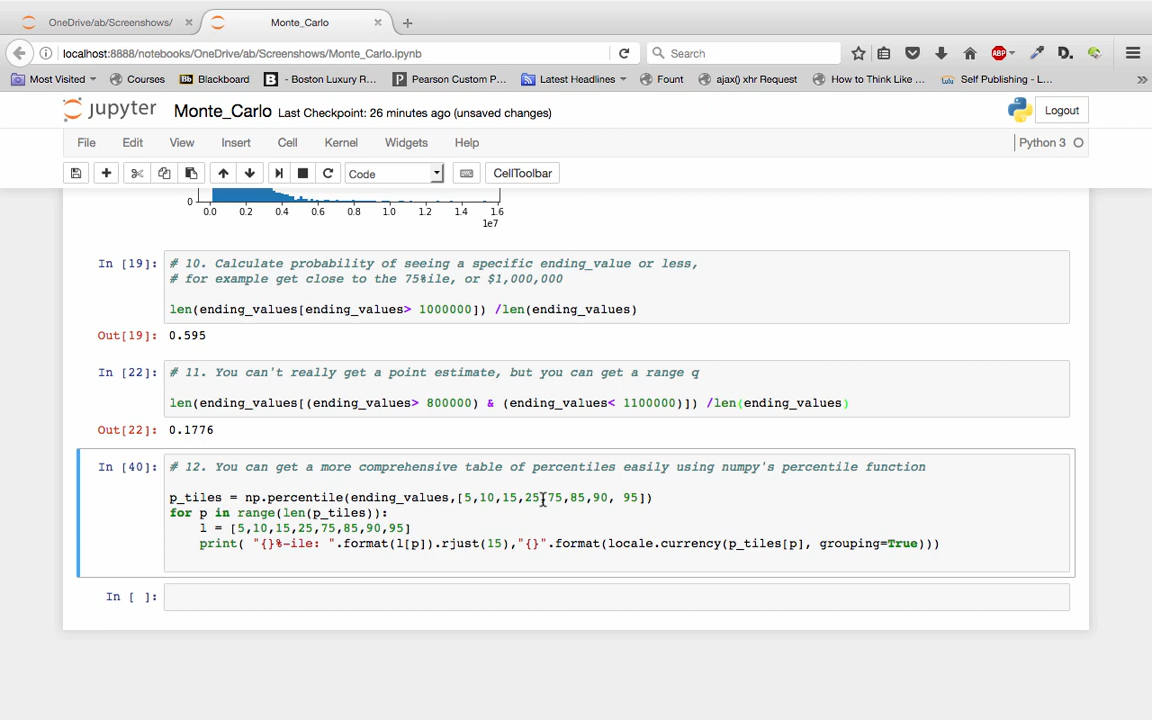 OneDrive/ab/Screenshows/ × Monte_Carlo × +
localhost:8888/notebooks/OneDrive/ab/Screenshows/Monte_Carlo.ipynb Search ABP D.
Most Visited Courses Bb Blackboard B - Boston Luxury R... P Pearson Custom P... Latest Headlines Fount ajax() xhr Request How to Think Like ... lulu Self Publishing - L... »
jupyter Monte_Carlo Last Checkpoint: 26 minutes ago (unsaved changes) Logout
File Edit View Insert Cell Kernel Widgets Help Python 3
Code CellToolbar
0
0.0 0.2 0.4 0.6 0.8 1.0 1.2 1.4 1.6
1e7
In [19]: # 10. Calculate probability of seeing a specific ending_value or less,
# for example get close to the 75%ile, or $1,000,000
len(ending_values[ending_values> 1000000]) /len(ending_values)
Out[19]: 0.595
In [22]: # 11. You can't really get a point estimate, but you can get a range q
len(ending_values[(ending_values> 800000) & (ending_values< 1100000)]) /len(ending_values)
Out[22]: 0.1776
In [40]: # 12. You can get a more comprehensive table of percentiles easily using numpy's percentile function
p_tiles = np.percentile(ending_values,[5,10,15,25,75,85,90, 95])
for p in range(len(p_tiles)):
l = [5,10,15,25,75,85,90,95]
print( "{}%-ile: ".format(l[p]).rjust(15),"{}".format(locale.currency(p_tiles[p], grouping=True)))
In [ ]: